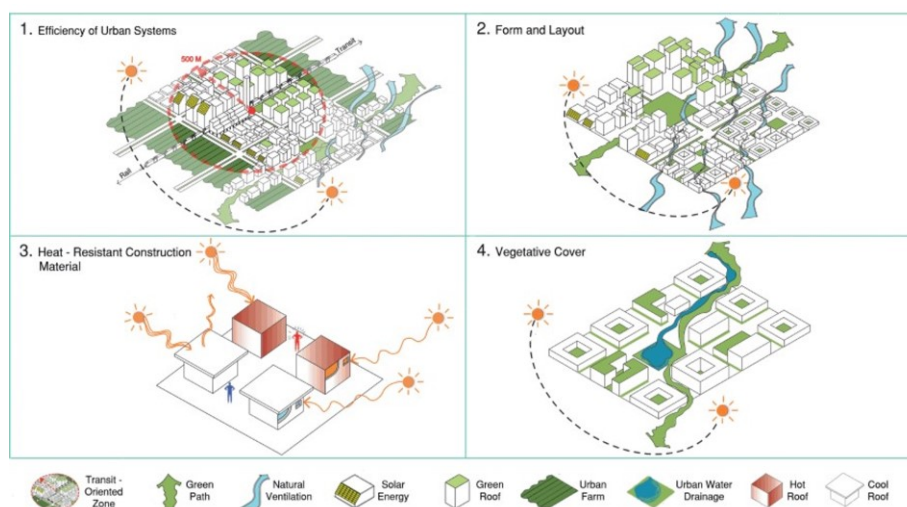 1. Efficiency of Urban Systems
500 M
Transit
Rail
2. Form and Layout
3. Heat - Resistant Construction
Material
4. Vegetative Cover
Transit -
Oriented
Zone
Green
Path
Natural
Ventilation
Solar
Energy
Green
Roof
Urban
Farm
Urban Water
Drainage
Hot
Roof
Cool
Roof